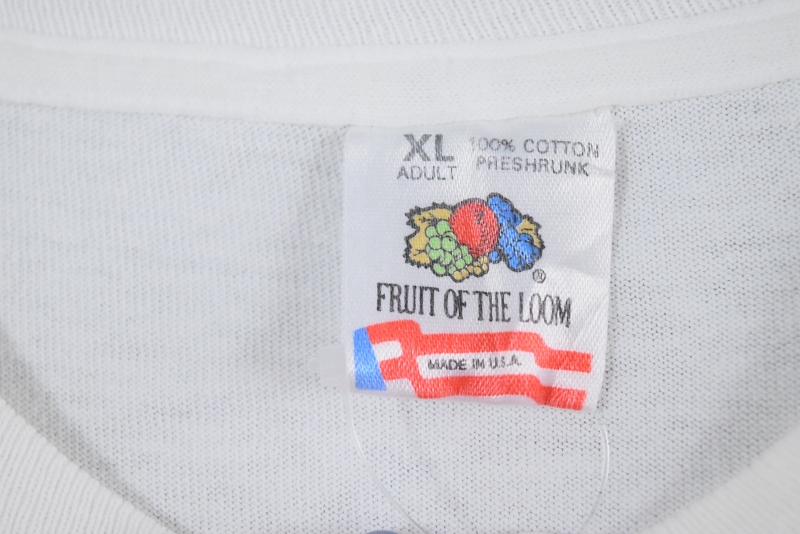 XL 100% COTTON
ADULT PRESHRUNK
®
FRUIT OF THE LOOM
MADE IN U.S.A.